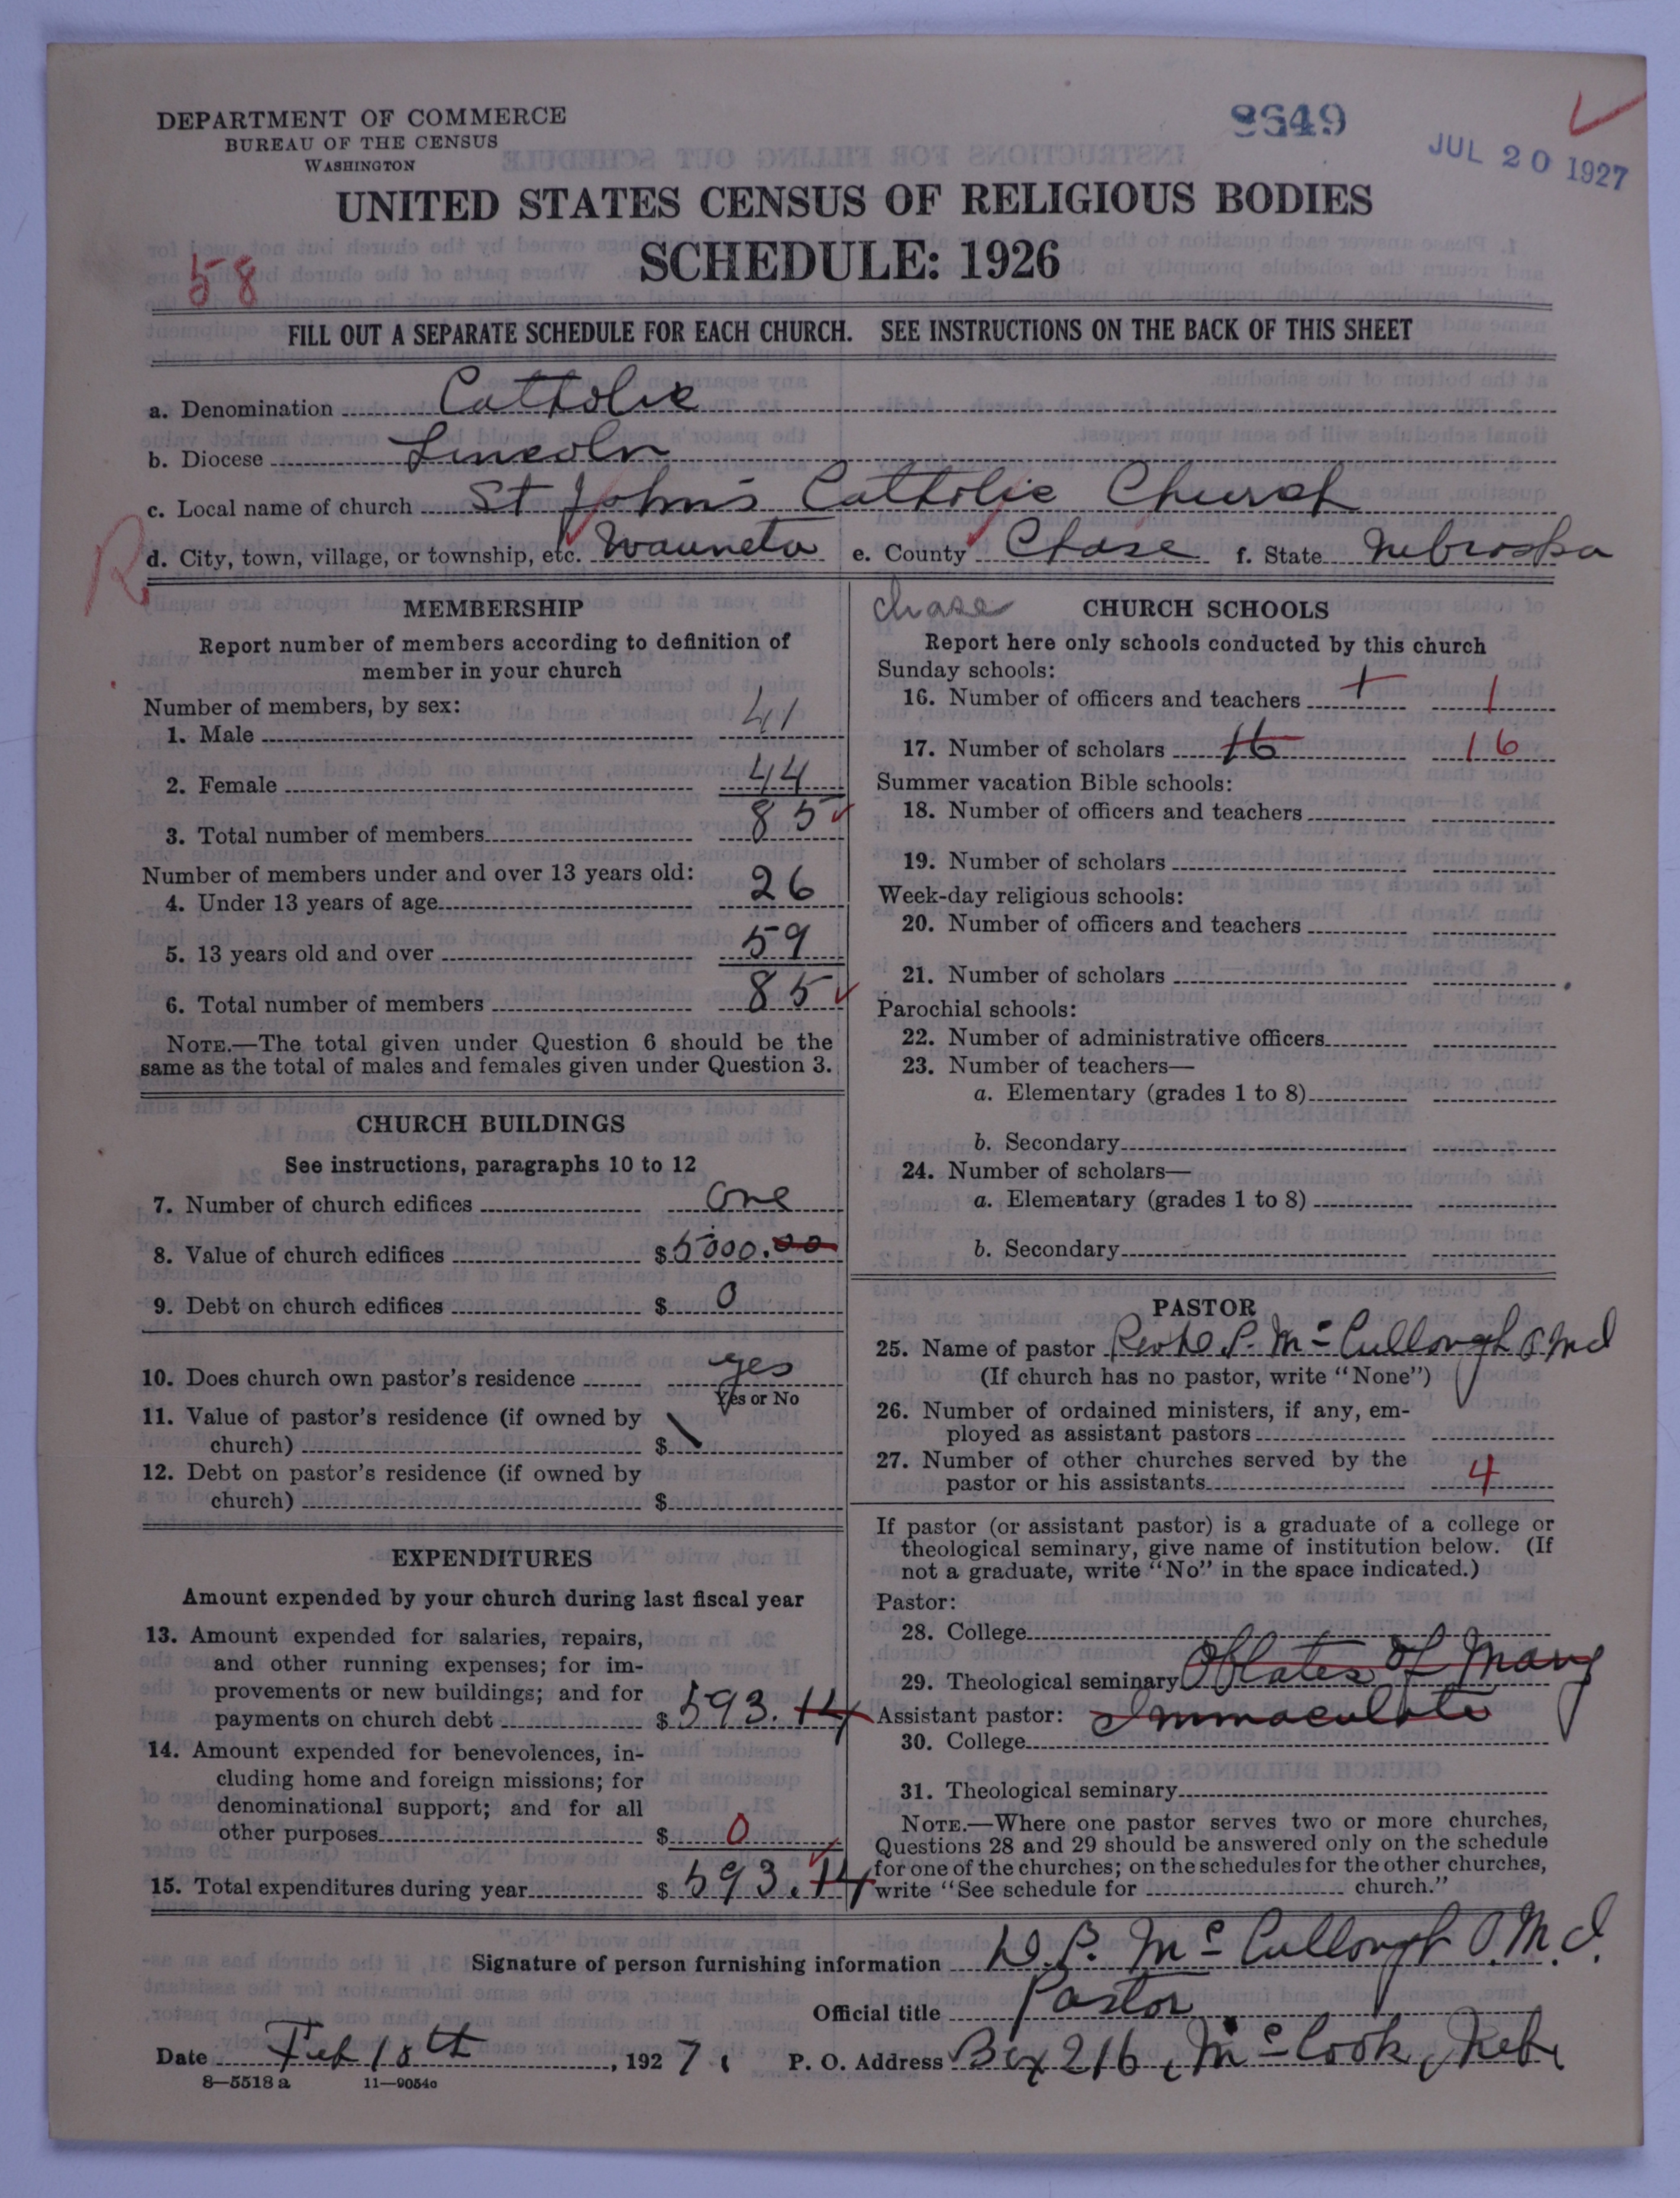 DEPARTMENT OF COMMERCE
BUREAU OF THE CENSUS
WASHINGTON
8649
JUL 20 1927
UNITED STATES CENSUS OF RELIGIOUS BODIES
SCHEDULE: 1926
58
FILL OUT A SEPARATE SCHEDULE FOR EACH CHURCH. SEE INSTRUCTIONS ON THE BACK OF THIS SHEET
a. Denomination Catholic
b. Diocese Lincoln
c. Local name of church St John's Catholic Church
R
d. City, town, village, or township, etc. Wauneta e. County Chase f. State Nebraska
MEMBERSHIP
Report number of members according to definition of
member in your church
Number of members, by sex:
1. Male 41
2. Female 44
3. Total number of members 85
Number of members under and over 13 years old:
4. Under 13 years of age 26
5. 13 years old and over 59
6. Total number of members 85
NOTE.—The total given under Question 6 should be the
same as the total of males and females given under Question 3.
CHURCH BUILDINGS
See instructions, paragraphs 10 to 12
7. Number of church edifices one
8. Value of church edifices $5000.00
9. Debt on church edifices $ 0
10. Does church own pastor's residence yes
Yes or No
11. Value of pastor's residence (if owned by
church) $
12. Debt on pastor's residence (if owned by
church) $
EXPENDITURES
Amount expended by your church during last fiscal year
13. Amount expended for salaries, repairs,
and other running expenses; for im-
provements or new buildings; and for
payments on church debt $593.14
14. Amount expended for benevolences, in-
cluding home and foreign missions; for
denominational support; and for all
other purposes $ 0
15. Total expenditures during year $593.14
chase
CHURCH SCHOOLS
Report here only schools conducted by this church
Sunday schools:
16. Number of officers and teachers 1 1
17. Number of scholars 16 16
Summer vacation Bible schools:
18. Number of officers and teachers
19. Number of scholars
Week-day religious schools:
20. Number of officers and teachers
21. Number of scholars
Parochial schools:
22. Number of administrative officers
23. Number of teachers—
a. Elementary (grades 1 to 8)
b. Secondary
24. Number of scholars—
a. Elementary (grades 1 to 8)
b. Secondary
PASTOR
25. Name of pastor P. McCullough
(If church has no pastor, write "None")
26. Number of ordained ministers, if any, em-
ployed as assistant pastors
27. Number of other churches served by the
pastor or his assistants 4
If pastor (or assistant pastor) is a graduate of a college or
theological seminary, give name of institution below. (If
not a graduate, write "No" in the space indicated.)
Pastor:
28. College
29. Theological seminary Oblates of Mary
Assistant pastor: Immaculate
30. College
31. Theological seminary
NOTE.—Where one pastor serves two or more churches,
Questions 28 and 29 should be answered only on the schedule
for one of the churches; on the schedules for the other churches,
write "See schedule for church."
Signature of person furnishing information P. McCullough
Official title Pastor
Date Feb 18th, 1927. P. O. Address Box 216, McCook, Neb.
8—5518a 11—9054c